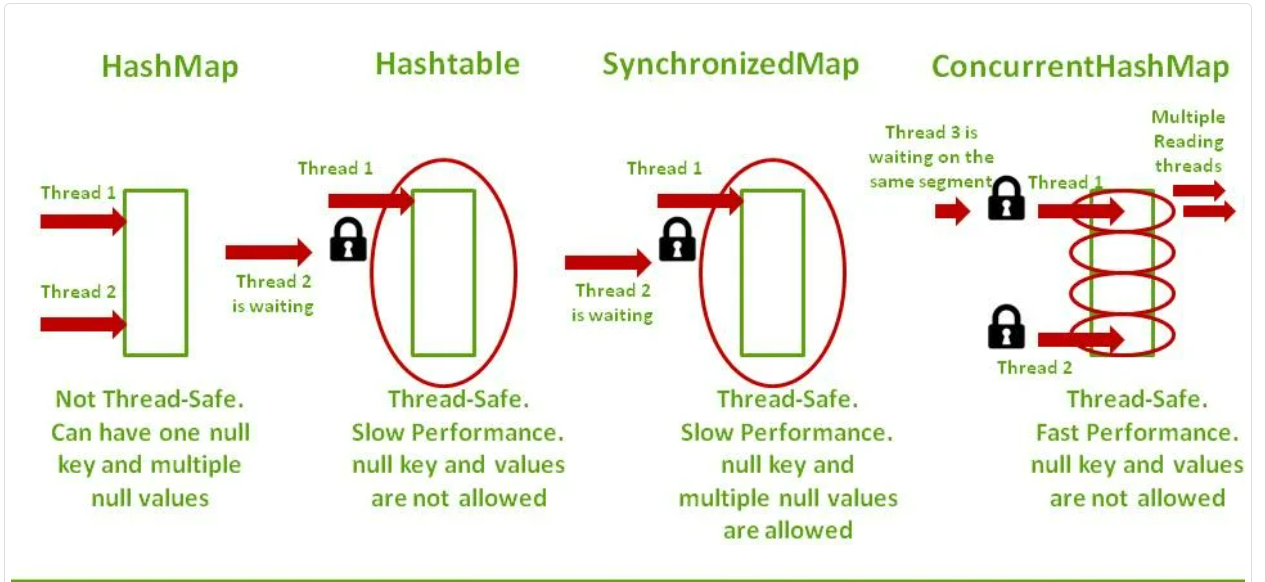 HashMap
Hashtable
SynchronizedMap
ConcurrentHashMap
Thread 1
Thread 2
Not Thread-Safe.
Can have one null
key and multiple
null values
Thread 1
Thread 2
is waiting
Thread-Safe.
Slow Performance.
null key and values
are not allowed
Thread 1
Thread 2
is waiting
Thread-Safe.
Slow Performance.
null key and
multiple null values
are allowed
Thread 3 is
waiting on the
same segment
Thread 1
Multiple
Reading
threads
Thread 2
Thread-Safe.
Fast Performance.
null key and values
are not allowed